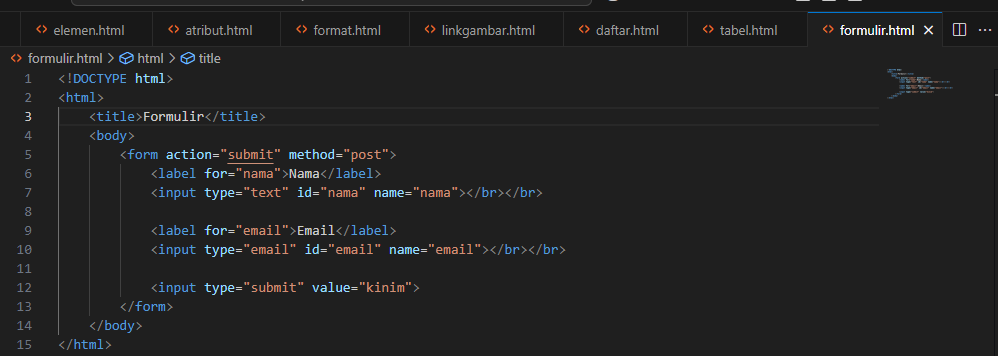 elemen.html atribut.html format.html linkgambar.html daftar.html tabel.html formulir.html
formulir.html > html > title
1 <!DOCTYPE html>
2 <html>
3 <title>Formulir</title>
4 <body>
5 <form action="submit" method="post">
6 <label for="nama">Nama</label>
7 <input type="text" id="nama" name="nama"></br></br>
8
9 <label for="email">Email</label>
10 <input type="email" id="email" name="email"></br></br>
11
12 <input type="submit" value="kinim">
13 </form>
14 </body>
15 </html>